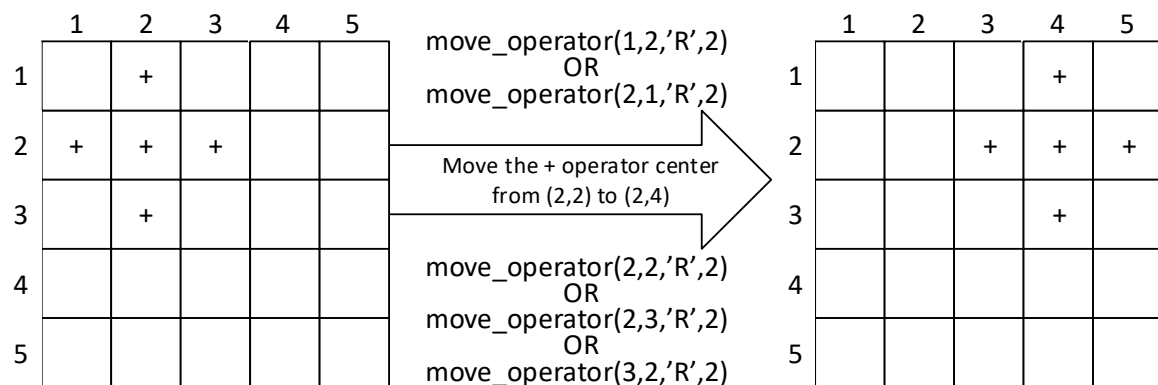 1 2 3 4 5
1 +
2 + + +
3 +
4
5
move_operator(1,2,’R’,2)
OR
move_operator(2,1,’R’,2)
Move the + operator center
from (2,2) to (2,4)
move_operator(2,2,’R’,2)
OR
move_operator(2,3,’R’,2)
OR
move_operator(3,2,’R’,2)
1 2 3 4 5
1 +
2 + + +
3 +
4
5